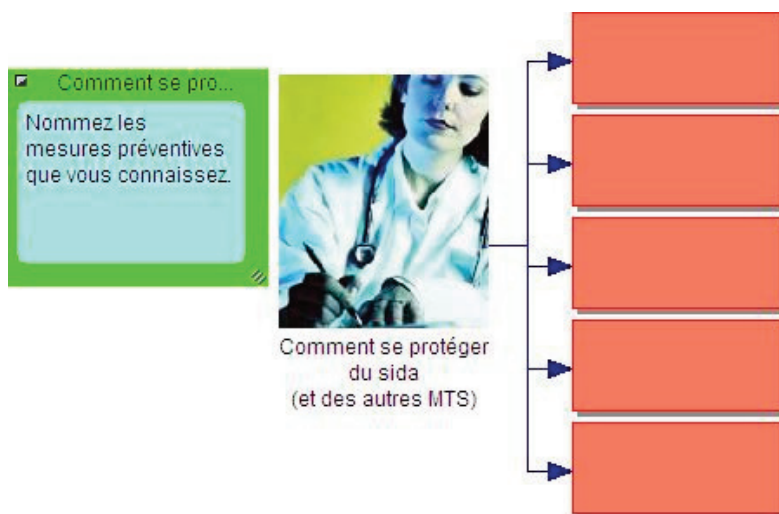 Comment se pro...
Nommez les
mesures préventives
que vous connaissez.
Comment se protéger
du sida
(et des autres MTS)